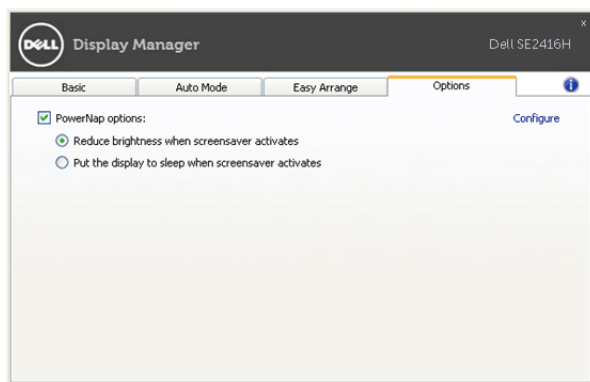 DELL Display Manager Dell SE2416H
x
Basic Auto Mode Easy Arrange Options i
PowerNap options: Configure
Reduce brightness when screensaver activates
Put the display to sleep when screensaver activates